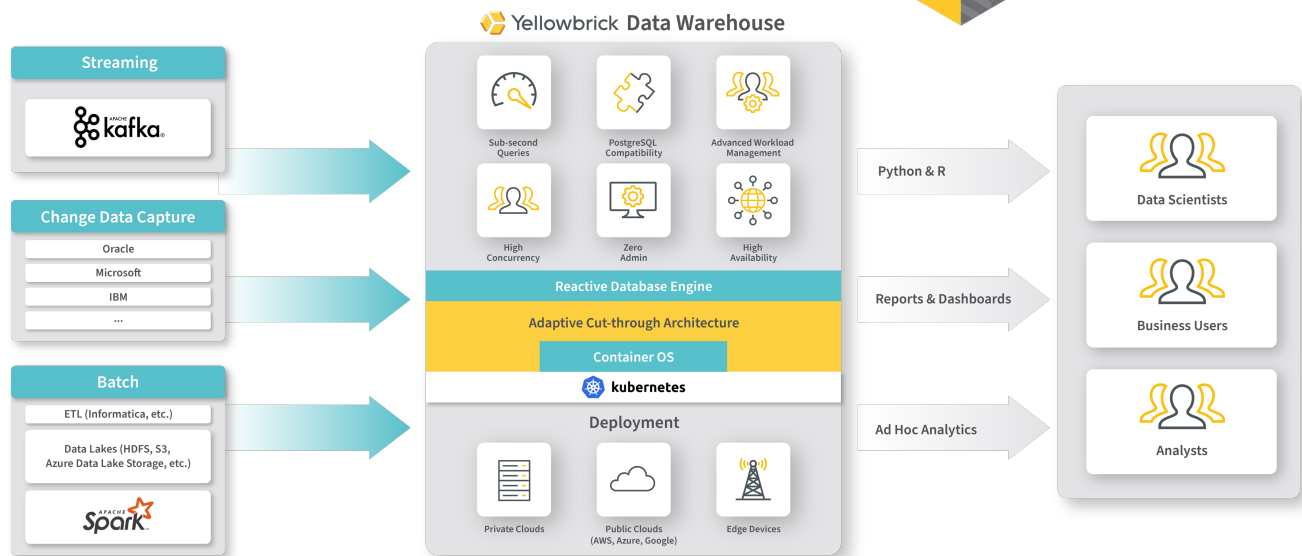 Yellowbrick Data Warehouse
Streaming
APACHE
kafka®
Change Data Capture
Oracle
Microsoft
IBM
...
Batch
ETL (Informatica, etc.)
Data Lakes (HDFS, S3,
Azure Data Lake Storage, etc.)
APACHE
Spark™
Sub-second
Queries
PostgreSQL
Compatibility
Advanced Workload
Management
High
Concurrency
Zero
Admin
High
Availability
Reactive Database Engine
Adaptive Cut-through Architecture
Container OS
kubernetes
Deployment
Private Clouds
Public Clouds
(AWS, Azure, Google)
Edge Devices
Python & R
Reports & Dashboards
Ad Hoc Analytics
Data Scientists
Business Users
Analysts